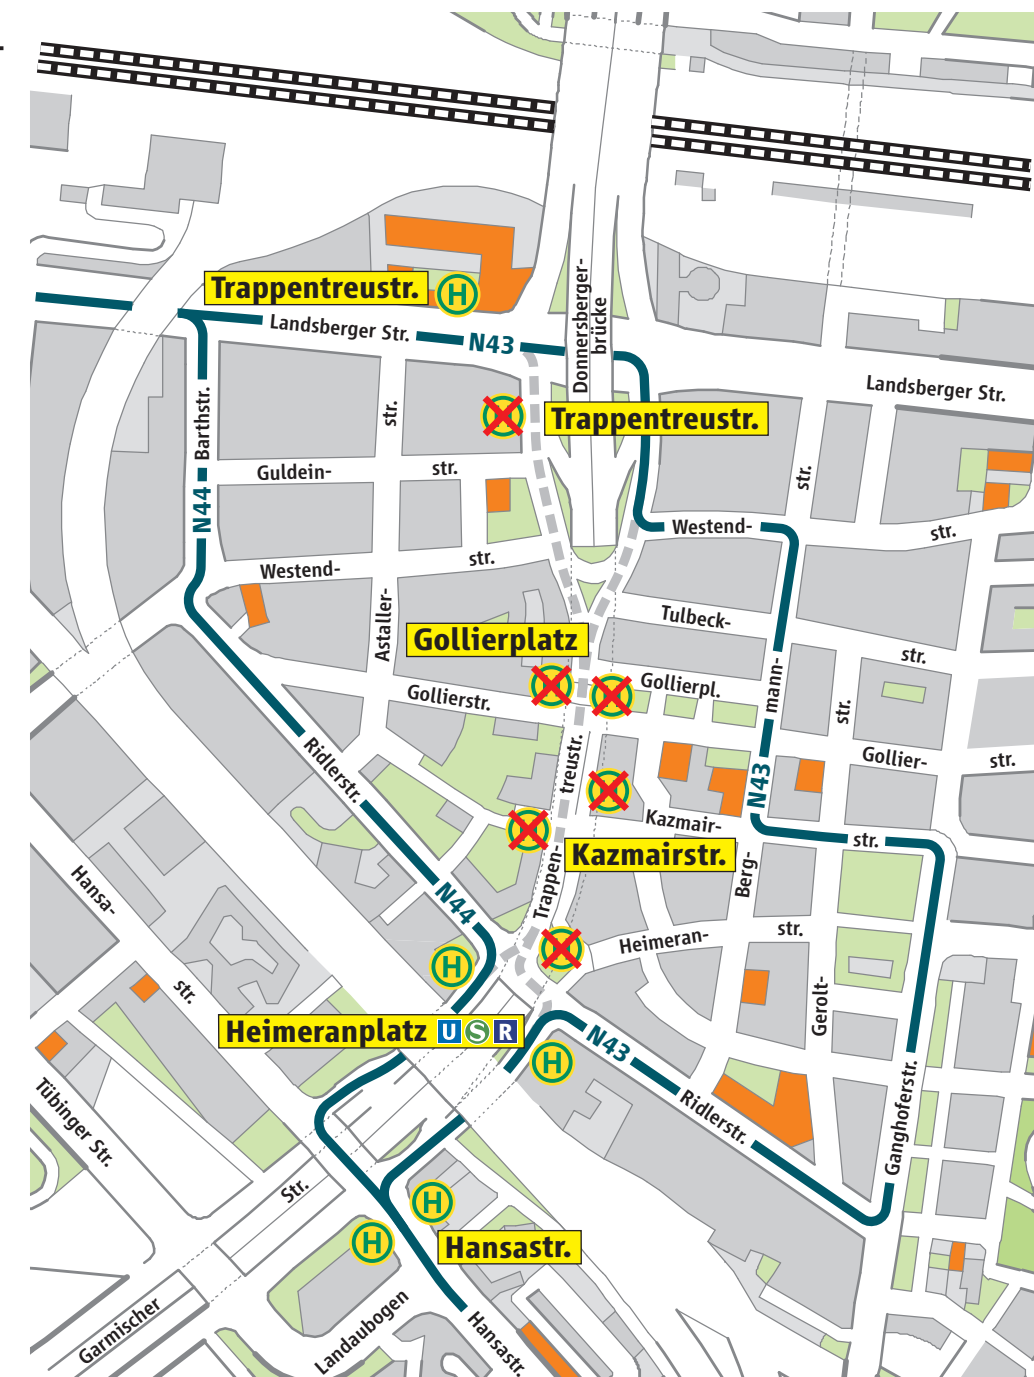 Trappentreustr.
H
Landsberger Str.
N43
Donnersberger-
brücke
Landsberger Str.
Barthstr.
str.
Trappentreustr.
Guldein-
str.
str.
N44
Westend-
str.
Westend-
str.
Astaller-
Tulbeck-
str.
Gollierplatz
Gollierstr.
Gollierpl.
mann-
str.
Gollier-
str.
Ridlerstr.
treustr.
N43
Kazmair-
str.
Kazmairstr.
Berg-
Trappen-
Hansa-
str.
N44
H
Heimeran-
str.
Gerolt-
Heimeranplatz U S R
H
N43
Ridlerstr.
Ganghoferstr.
Tübinger Str.
Str.
H
H
Hansastr.
Garmischer
Landaubogen
Hansastr.